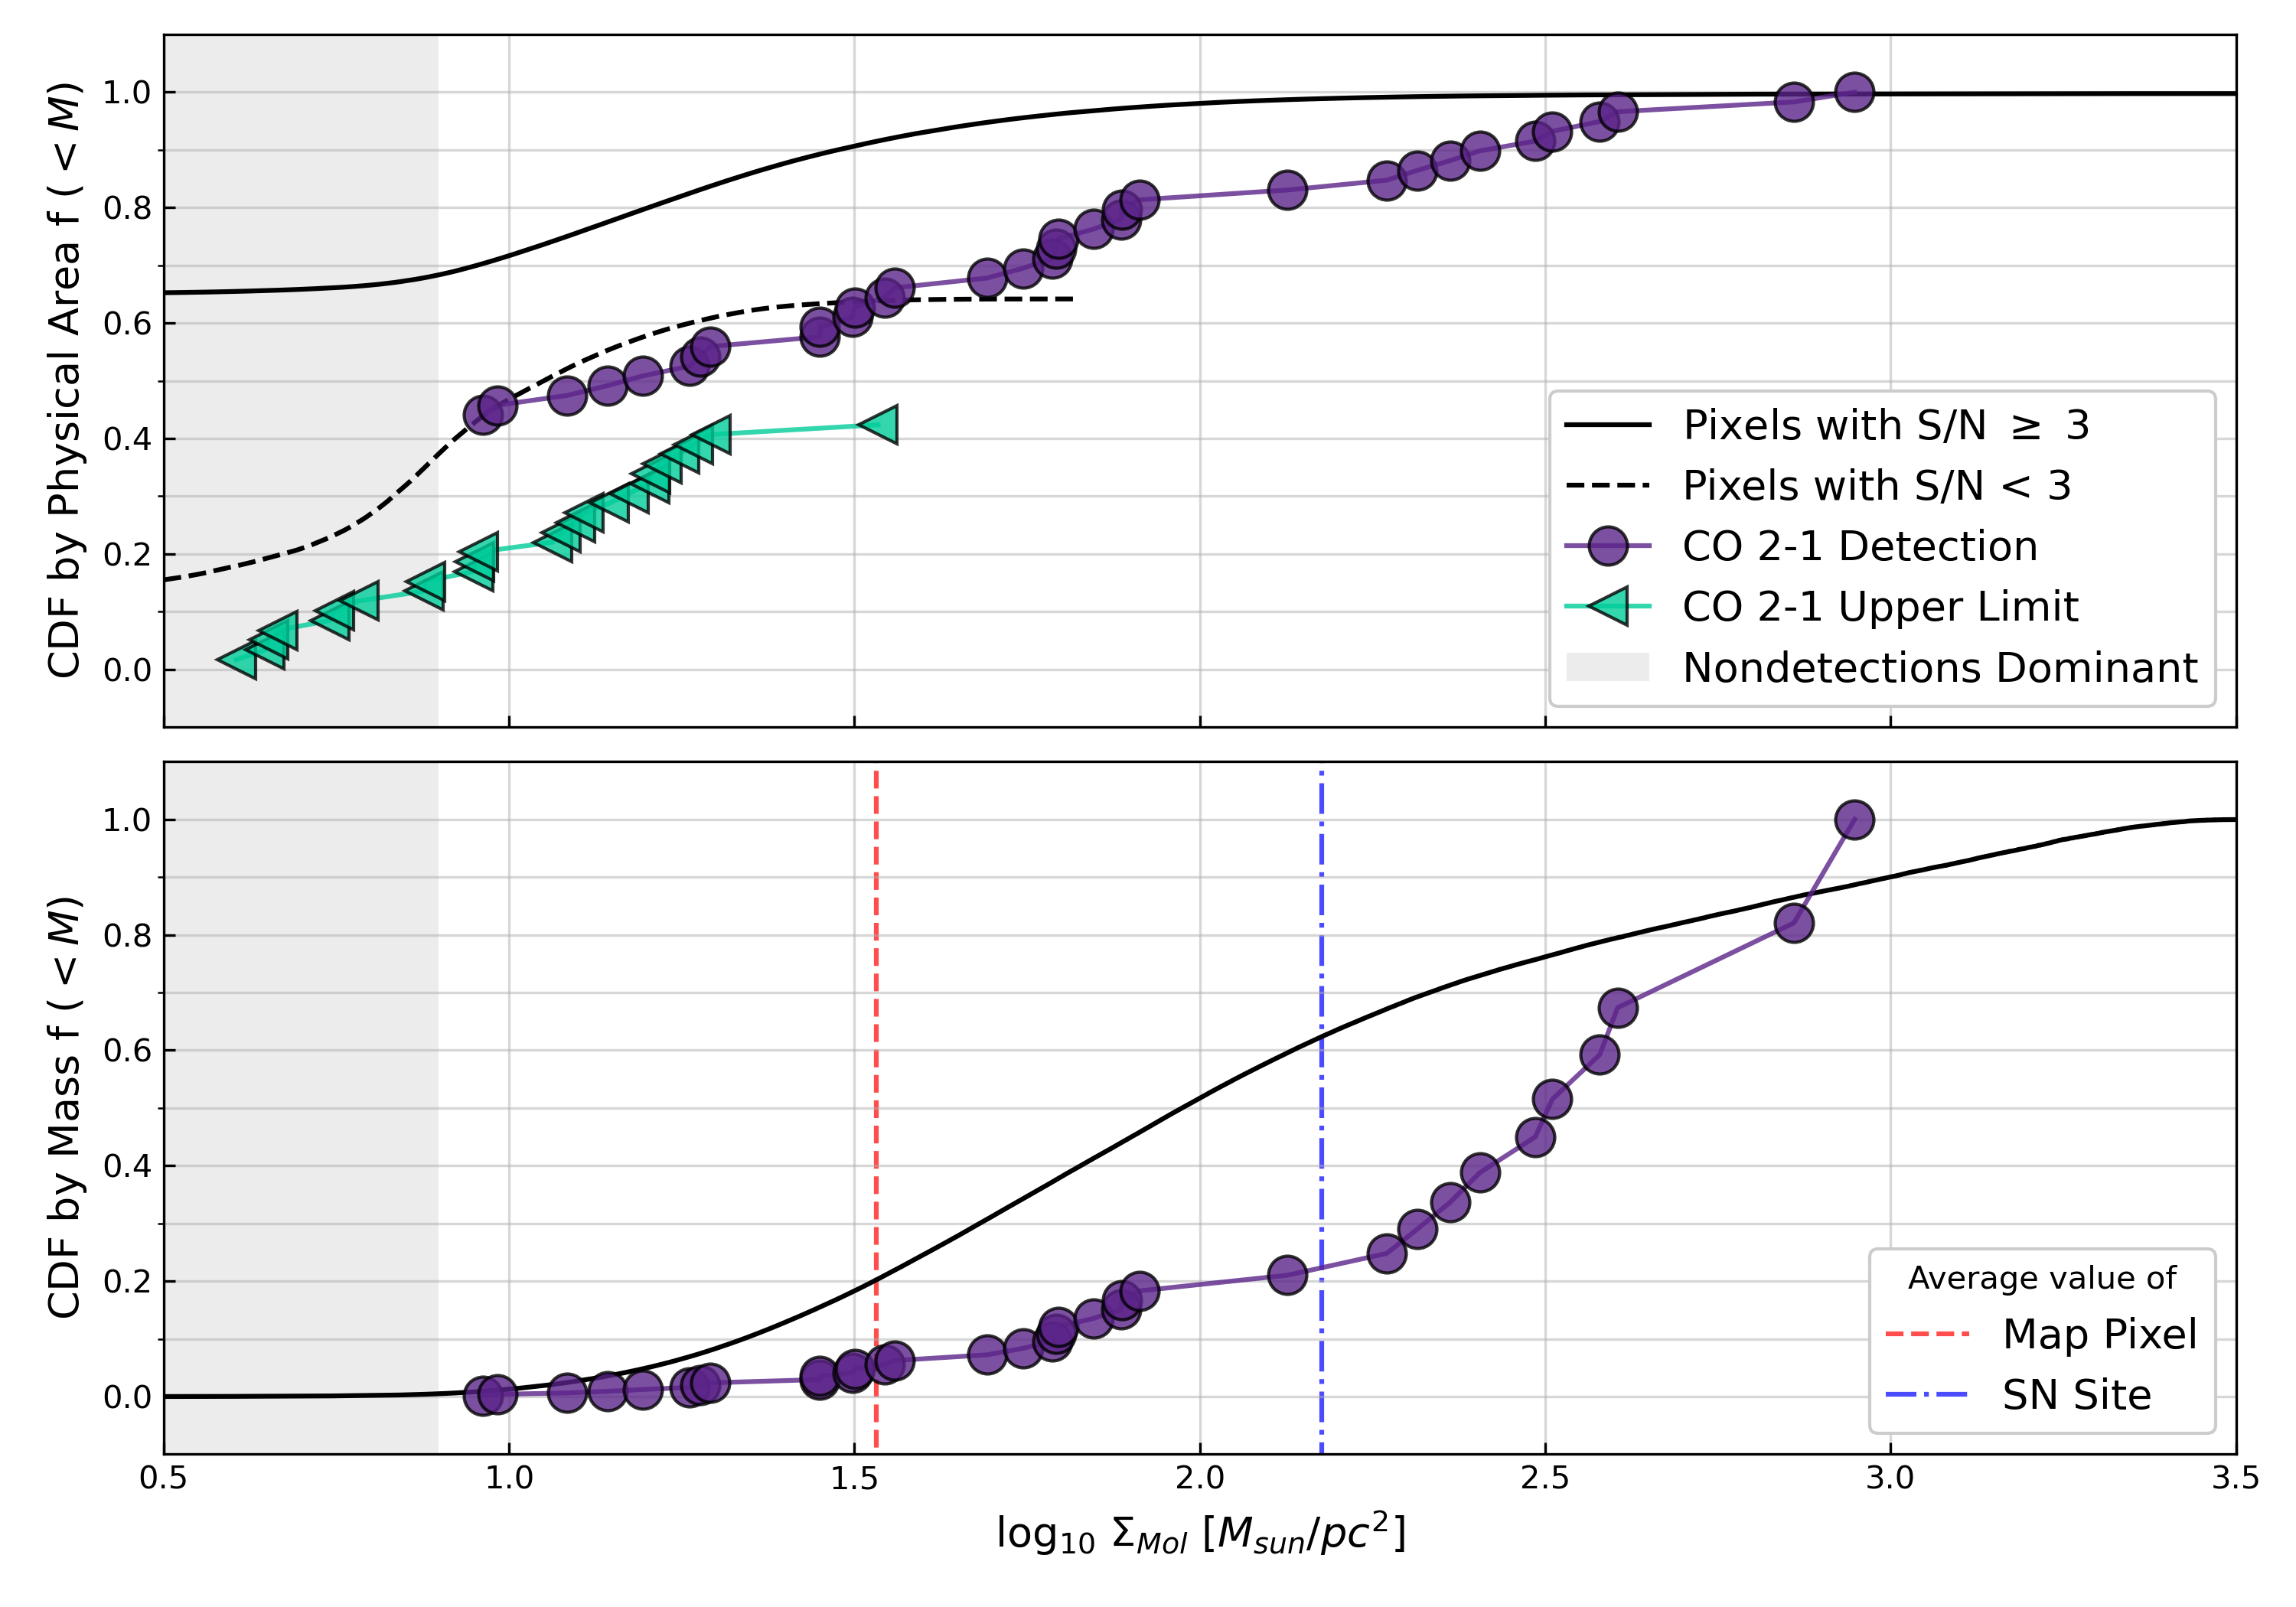 CDF by Physical Area f ( < M)
1.0
0.8
0.6
0.4
0.2
0.0
Pixels with S/N ≥ 3
Pixels with S/N < 3
CO 2-1 Detection
CO 2-1 Upper Limit
Nondetections Dominant
CDF by Mass f ( < M)
1.0
0.8
0.6
0.4
0.2
0.0
Average value of
Map Pixel
SN Site
0.5 1.0 1.5 2.0 2.5 3.0 3.5
log₁₀ Σ_Mol [M_sun/pc²]